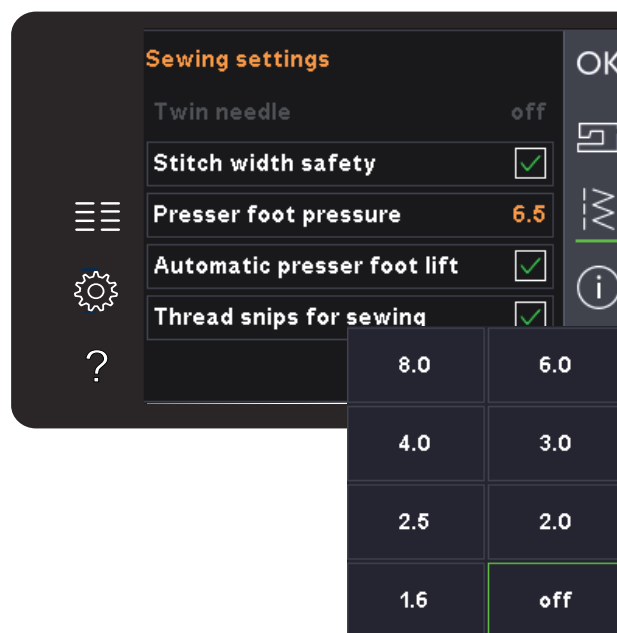 Sewing settings
OK
Twin needle off
Stitch width safety
Presser foot pressure 6.5
Automatic presser foot lift
Thread snips for sewing
?
8.0 6.0
4.0 3.0
2.5 2.0
1.6 off